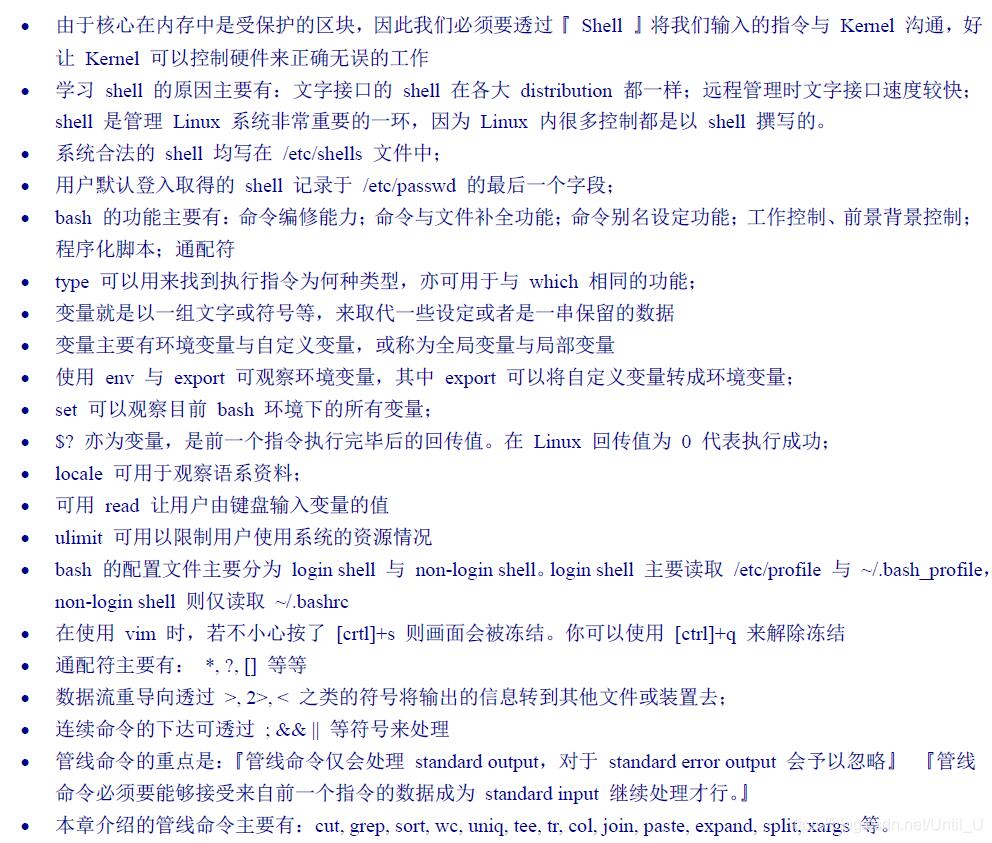 • 由于核心在内存中是受保护的区块，因此我们必须要透过『 Shell 』将我们输入的指令与 Kernel 沟通，好
让 Kernel 可以控制硬件来正确无误的工作
• 学习 shell 的原因主要有：文字接口的 shell 在各大 distribution 都一样；远程管理时文字接口速度较快；
shell 是管理 Linux 系统非常重要的一环，因为 Linux 内很多控制都是以 shell 撰写的。
• 系统合法的 shell 均写在 /etc/shells 文件中；
• 用户默认登入取得的 shell 记录于 /etc/passwd 的最后一个字段；
• bash 的功能主要有：命令编修能力；命令与文件补全功能；命令别名设定功能；工作控制、前景背景控制；
程序化脚本；通配符
• type 可以用来找到执行指令为何种类型，亦可用于与 which 相同的功能；
• 变量就是以一组文字或符号等，来取代一些设定或者是一串保留的数据
• 变量主要有环境变量与自定义变量，或称为全局变量与局部变量
• 使用 env 与 export 可观察环境变量，其中 export 可以将自定义变量转成环境变量；
• set 可以观察目前 bash 环境下的所有变量；
• $? 亦为变量，是前一个指令执行完毕后的回传值。在 Linux 回传值为 0 代表执行成功；
• locale 可用于观察语系资料；
• 可用 read 让用户由键盘输入变量的值
• ulimit 可用以限制用户使用系统的资源情况
• bash 的配置文件主要分为 login shell 与 non-login shell。login shell 主要读取 /etc/profile 与 ~/.bash_profile，
non-login shell 则仅读取 ~/.bashrc
• 在使用 vim 时，若不小心按了 [crtl]+s 则画面会被冻结。你可以使用 [ctrl]+q 来解除冻结
• 通配符主要有： *, ?, [] 等等
• 数据流重导向透过 >, 2>, < 之类的符号将输出的信息转到其他文件或装置去；
• 连续命令的下达可透过 ; && || 等符号来处理
• 管线命令的重点是：『管线命令仅会处理 standard output，对于 standard error output 会予以忽略』 『管线
命令必须要能够接受来自前一个指令的数据成为 standard input 继续处理才行。』
• 本章介绍的管线命令主要有：cut, grep, sort, wc, uniq, tee, tr, col, join, paste, expand, split, xargs 等。